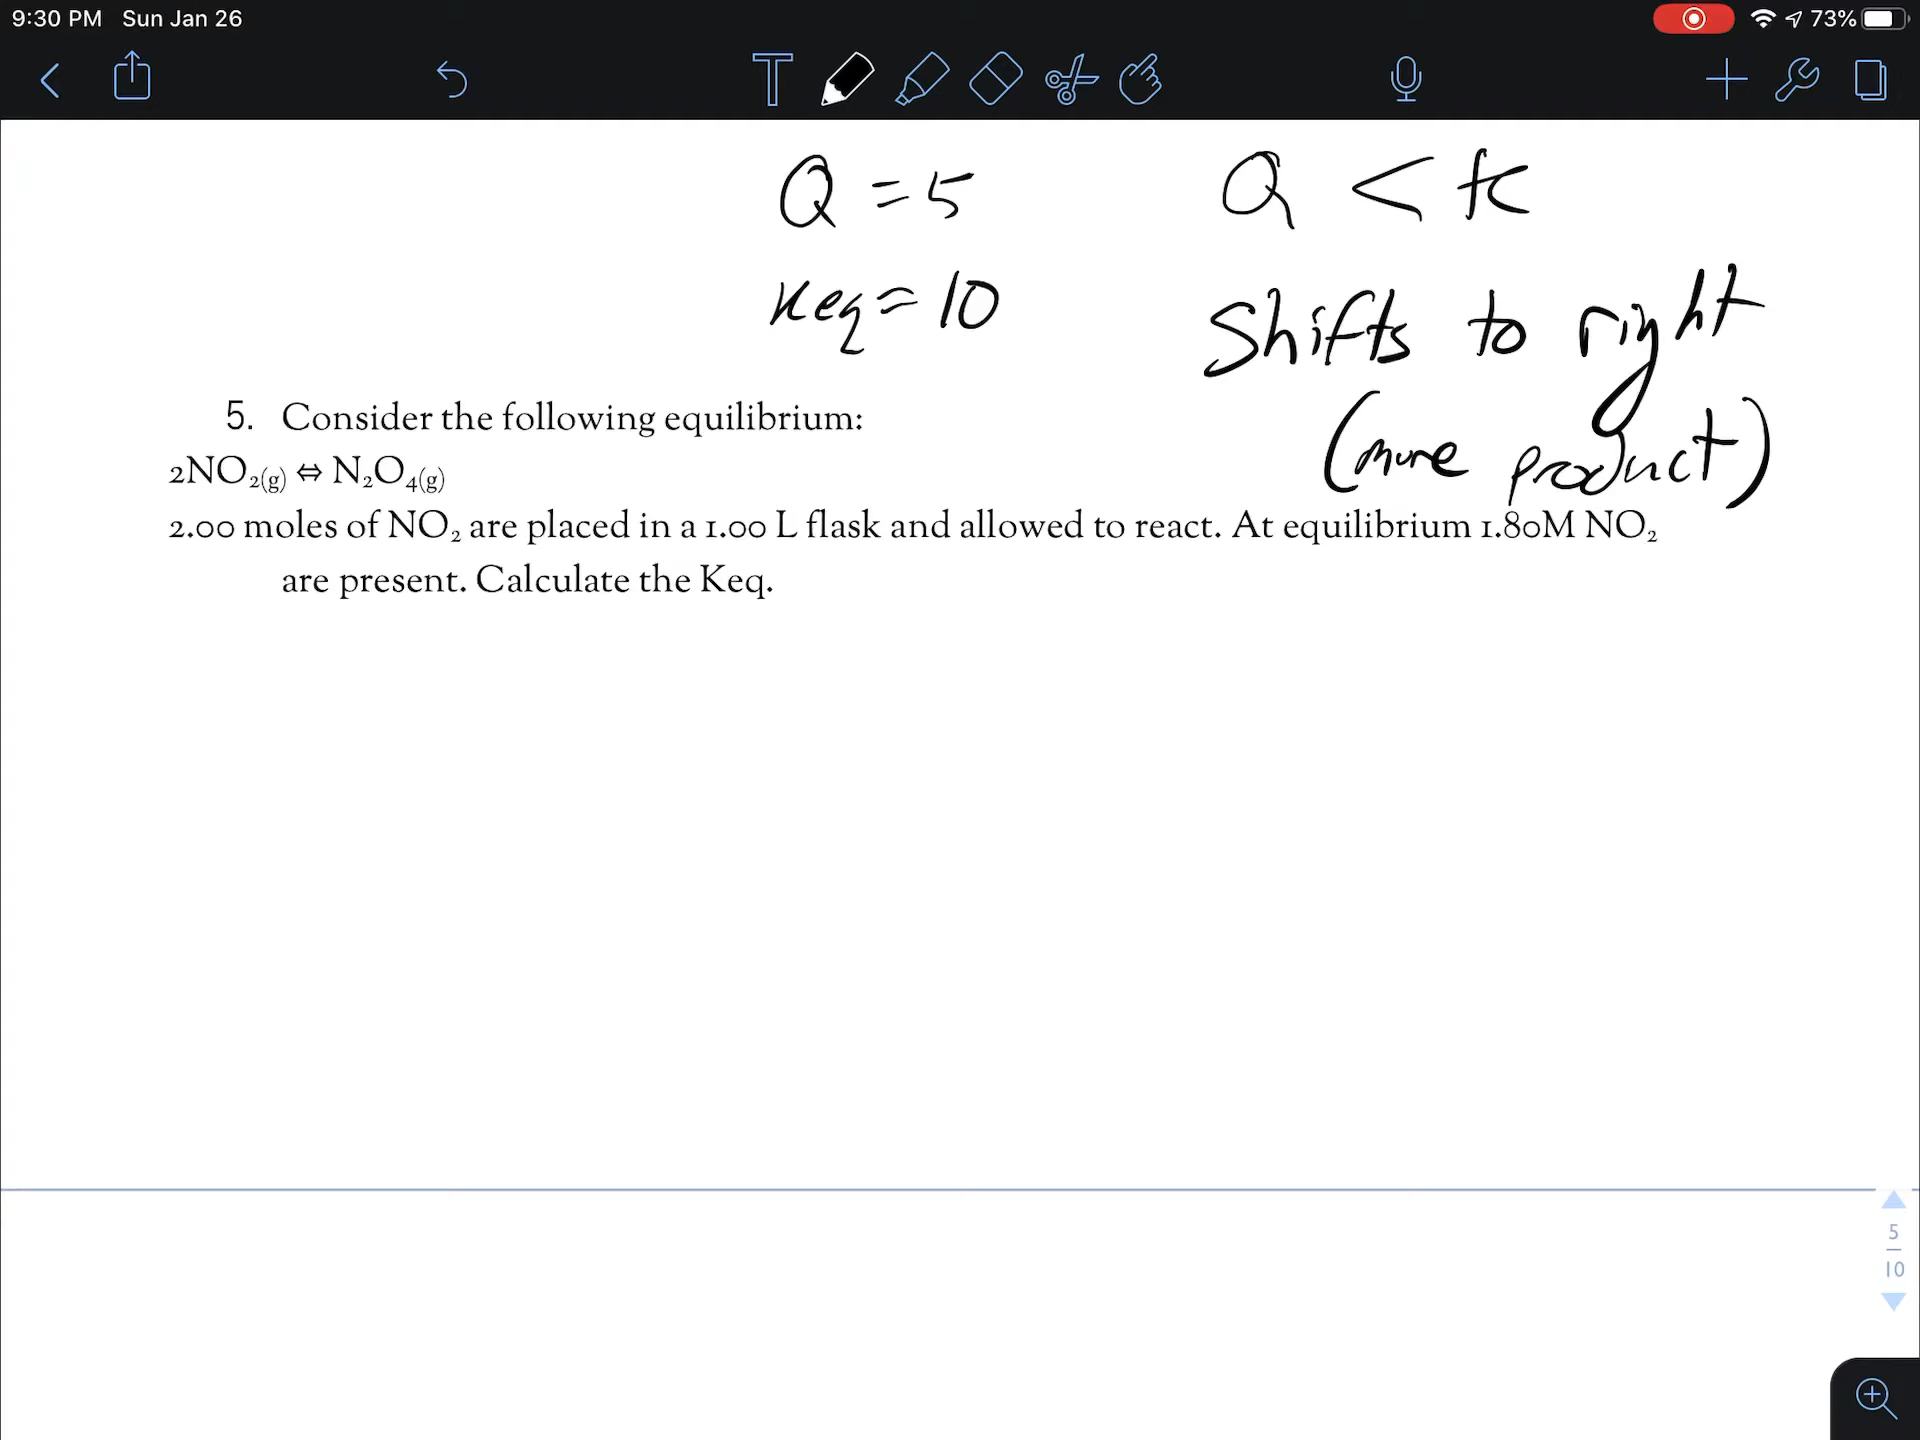 9:30 PM Sun Jan 26
73%
Q = 5
Q < K
Keq = 10
Shifts to right
(more product)
5. Consider the following equilibrium:
2NO₂(g) ⇔ N₂O₄(g)
2.00 moles of NO₂ are placed in a 1.00 L flask and allowed to react. At equilibrium 1.80M NO₂
are present. Calculate the Keq.
5
10